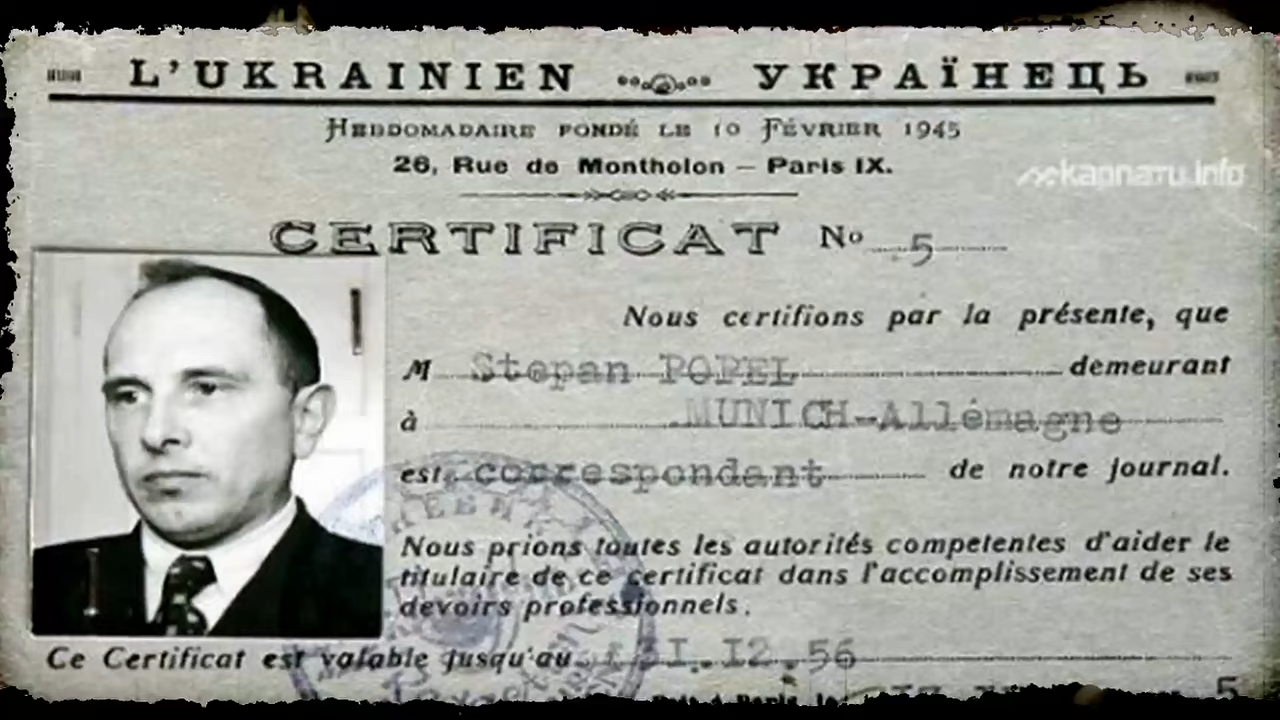 L'UKRAINIEN УКРАЇНЕЦЬ
HEBDOMADAIRE FONDÉ LE 10 FÉVRIER 1945
26, Rue de Montholon – Paris IX.
карпати.info
CERTIFICAT No 5
Nous certifions par la présente, que
M Stepan POPEL demeurant
à MUNICH-Allémagne
est correspondant de notre journal.
Nous prions toutes les autorités competentes d'aider le
titulaire de ce certificat dans l'accomplissement de ses
devoirs professionnels.
Ce Certificat est valable jusqu'au 31.12.56